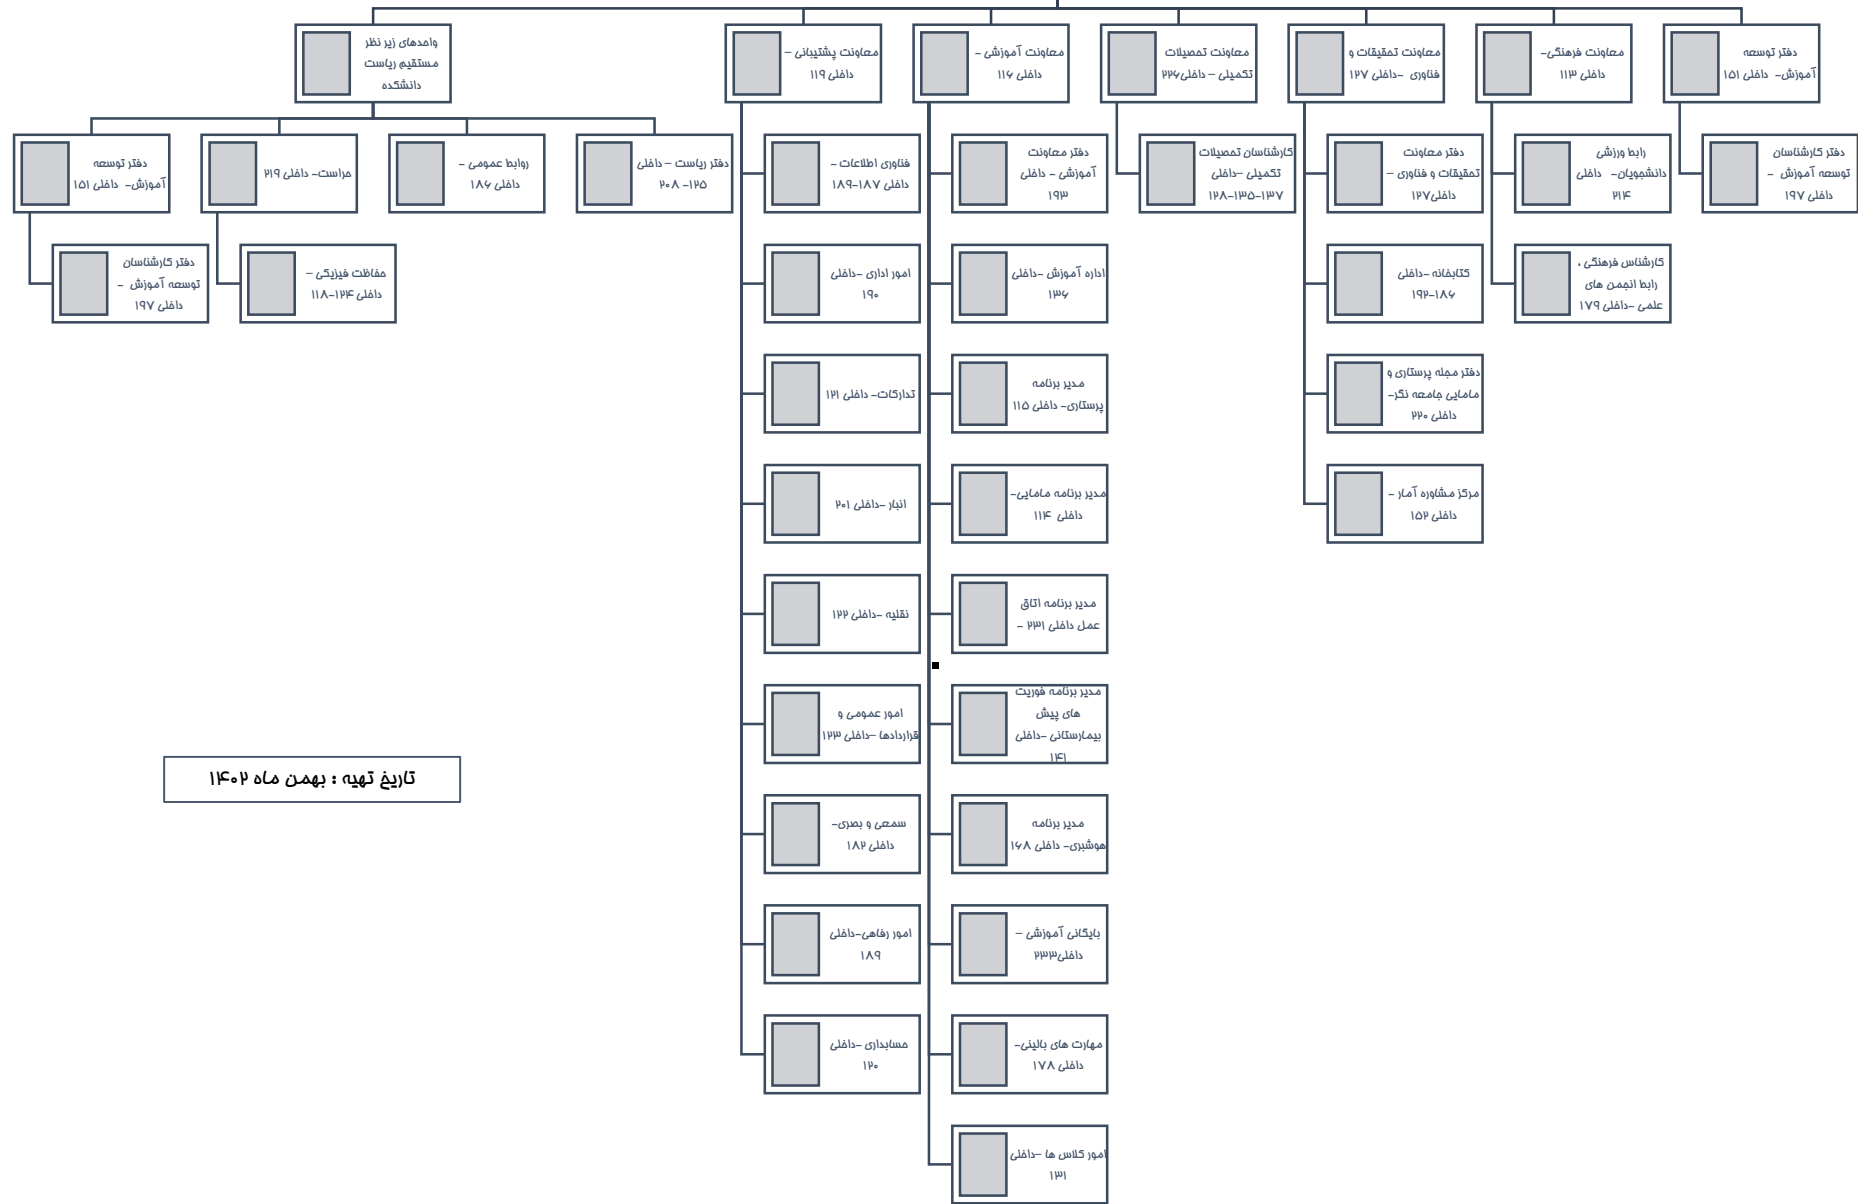 دفتر توسعه
آموزش- داخلی ۱۵۱
معاونت فرهنگی-
داخلی ۱۱۳
معاونت تحقیقات و
فناوری -داخلی ۱۲۷
معاونت تحصیلات
تکمیلی – داخلی۲۲۶
معاونت آموزشی -
داخلی ۱۱۶
معاونت پشتیبانی –
داخلی ۱۱۹
واحدهای زیر نظر
مستقیم ریاست
دانشکده
دفتر کارشناسان
توسعه آموزش -
داخلی ۱۹۷
رابط ورزشی
دانشجویان- داخلی
۲۱۴
کارشناس فرهنگی ،
رابط انجمن های
علمی -داخلی ۱۷۹
دفتر معاونت
تحقیقات و فناوری –
داخلی۱۲۷
کتابخانه -داخلی
۱۸۶-۱۹۲
دفتر مجله پرستاری و
مامایی جامعه نگر-
داخلی ۲۲۰
مرکز مشاوره آمار -
داخلی ۱۵۲
کارشناسان تحصیلات
تکمیلی –داخلی
۱۳۷-۱۳۵-۱۲۸
دفتر معاونت
آموزشی - داخلی
۱۹۳
اداره آموزش -داخلی
۱۳۶
مدیر برنامه
پرستاری- داخلی ۱۱۵
مدیر برنامه مامایی-
داخلی ۱۱۴
مدیر برنامه اتاق
عمل داخلی ۲۳۱ -
مدیر برنامه فوریت
های پیش
بیمارستانی -داخلی
۱۴۱
مدیر برنامه
هوشبری- داخلی ۱۶۸
بایگانی آموزشی –
داخلی۲۳۳
مهارت های بالینی-
داخلی ۱۷۸
امور کلاس ها –داخلی
۱۳۱
فناوری اطلاعات -
داخلی ۱۸۷-۱۸۹
امور اداری -داخلی
۱۹۰
تدارکات- داخلی ۱۲۱
انبار -داخلی ۲۰۱
نقلیه -داخلی ۱۲۲
امور عمومی و
قراردادها –داخلی ۱۲۳
سمعی و بصری-
داخلی ۱۸۲
امور رفاهی-داخلی
۱۸۹
حسابداری -داخلی
۱۲۰
دفتر ریاست – داخلی
۱۲۵- ۲۰۸
روابط عمومی -
داخلی ۱۸۶
حراست- داخلی ۲۱۹
حفاظت فیزیکی –
داخلی ۱۲۴-۱۱۸
دفتر توسعه
آموزش- داخلی ۱۵۱
دفتر کارشناسان
توسعه آموزش -
داخلی ۱۹۷
تاریخ تهیه : بهمن ماه ۱۴۰۲